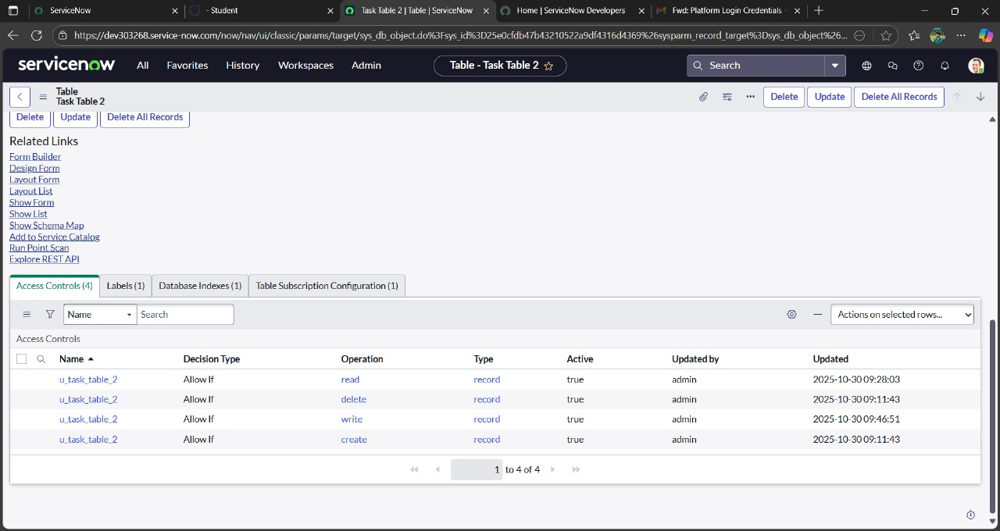 ServiceNow
- Student
Task Table 2 | Table | ServiceNow
Home | ServiceNow Developers
Fwd: Platform Login Credentials -
https://dev303268.service-now.com/now/nav/ui/classic/params/target/sys_db_object.do%3Fsys_id%3D25e0cfdb47b43210522a9df4316d4369%26sysparm_record_target%3Dsys_db_object%26...
servicenow All Favorites History Workspaces Admin Table - Task Table 2 Search
Table
Task Table 2
Delete Update Delete All Records
Delete Update Delete All Records
Related Links
Form Builder
Design Form
Layout Form
Layout List
Show Form
Show List
Show Schema Map
Add to Service Catalog
Run Point Scan
Explore REST API
Access Controls (4) Labels (1) Database Indexes (1) Table Subscription Configuration (1)
Name Search Actions on selected rows...
Access Controls
Name Decision Type Operation Type Active Updated by Updated
u_task_table_2 Allow If read record true admin 2025-10-30 09:28:03
u_task_table_2 Allow If delete record true admin 2025-10-30 09:11:43
u_task_table_2 Allow If write record true admin 2025-10-30 09:46:51
u_task_table_2 Allow If create record true admin 2025-10-30 09:11:43
1 to 4 of 4